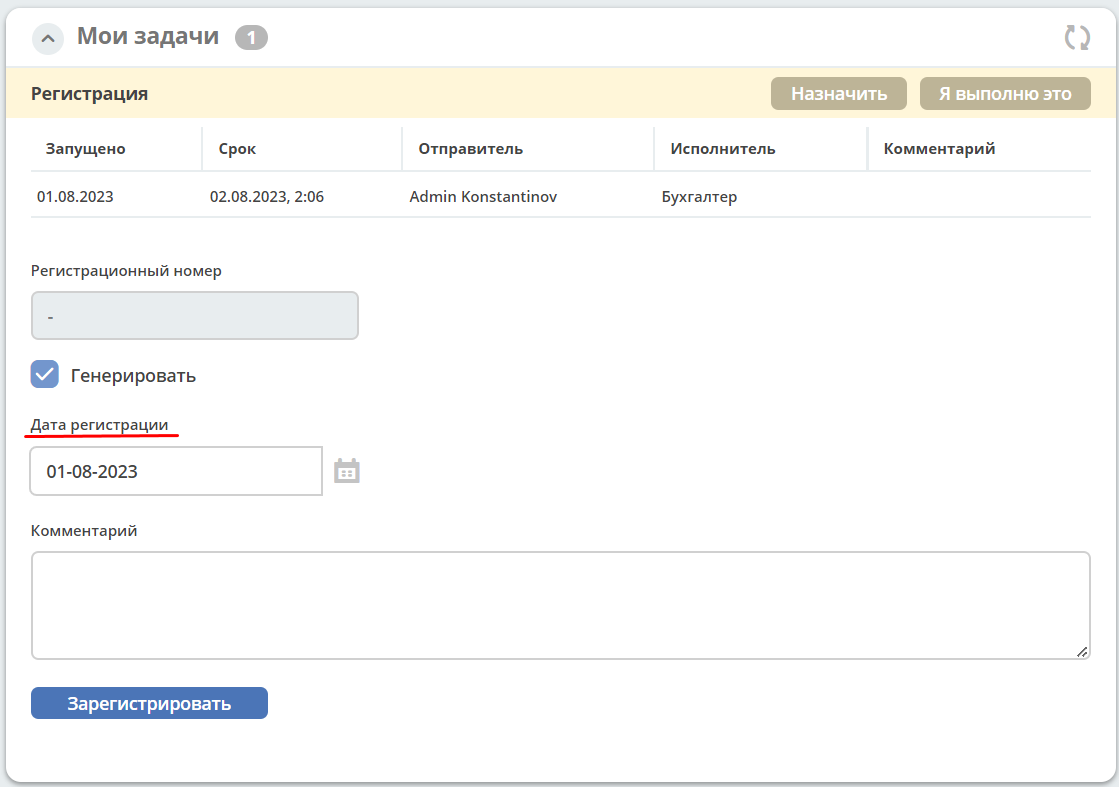 Мои задачи 1
Регистрация Назначить Я выполню это
Запущено Срок Отправитель Исполнитель Комментарий
01.08.2023 02.08.2023, 2:06 Admin Konstantinov Бухгалтер
Регистрационный номер
-
Генерировать
Дата регистрации
01-08-2023
Комментарий
Зарегистрировать